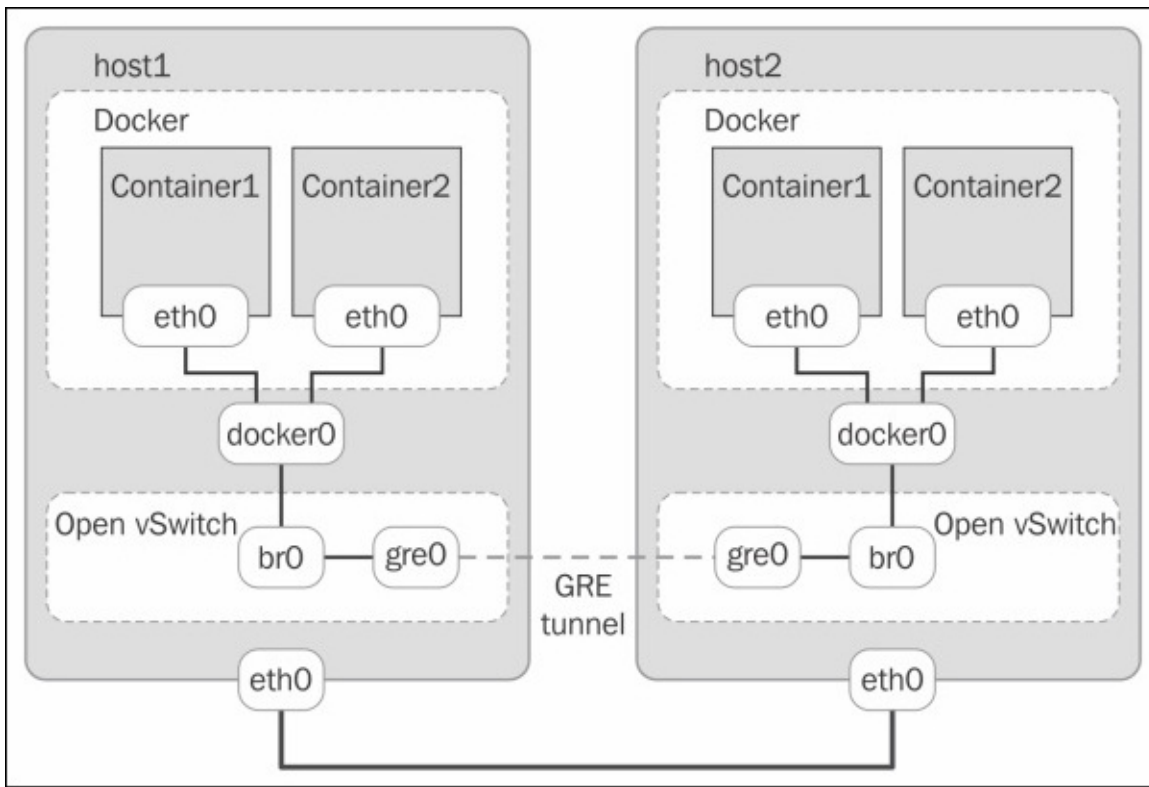 host1
Docker
Container1
Container2
eth0
eth0
docker0
Open vSwitch
br0
gre0
eth0
GRE
tunnel
host2
Docker
Container1
Container2
eth0
eth0
docker0
Open vSwitch
gre0
br0
eth0